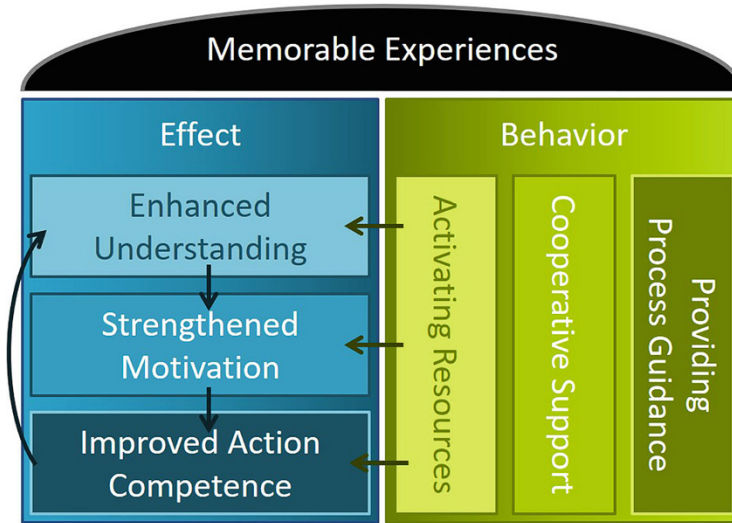 Memorable Experiences
Effect
Enhanced
Understanding
Strengthened
Motivation
Improved Action
Competence
Behavior
Activating Resources
Cooperative Support
Providing
Process Guidance